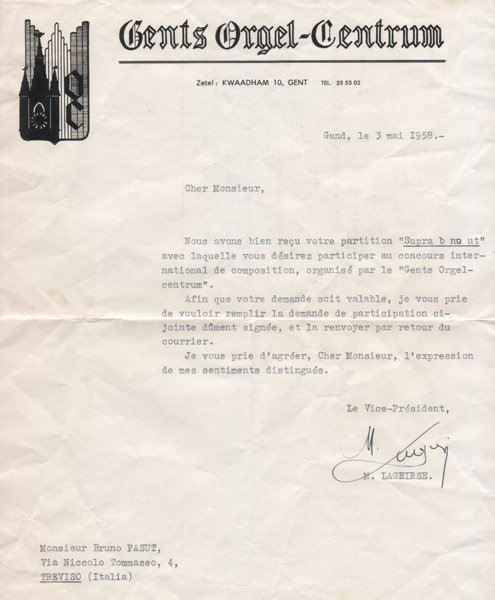 Gents Orgel-Centrum
Zetel: KWAADHAM 10, GENT TEL. 25 53 02
Gand, le 3 mai 1958.-
Cher Monsieur,
Nous avons bien reçu votre partition "Supra b no ut"
avec laquelle vous désirez participer au concours inter-
national de composition, organisé par le "Gents Orgel-
centrum".
Afin que votre demande soit valable, je vous prie
de vouloir remplir la demande de participation ci-
jointe dûment signée, et la renvoyer par retour du
courrier.
Je vous prie d'agréer, Cher Monsieur, l'expression
de mes sentiments distingués.
Le Vice-Président,
M. LAGEIRSE.
Monsieur Bruno PASUT,
Via Niccolo Tommaseo, 4,
TREVISO (Italia)